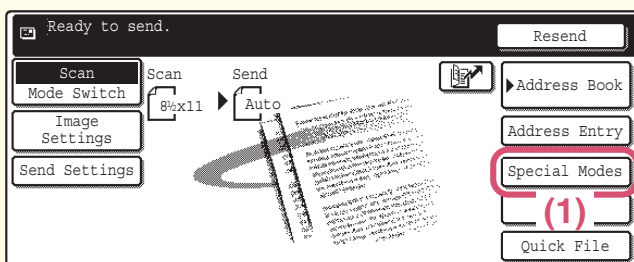 Ready to send.
Resend
Scan
Mode Switch
Scan
Send
8½x11
Auto
Address Book
Image
Settings
Address Entry
Send Settings
Special Modes
(1)
Quick File